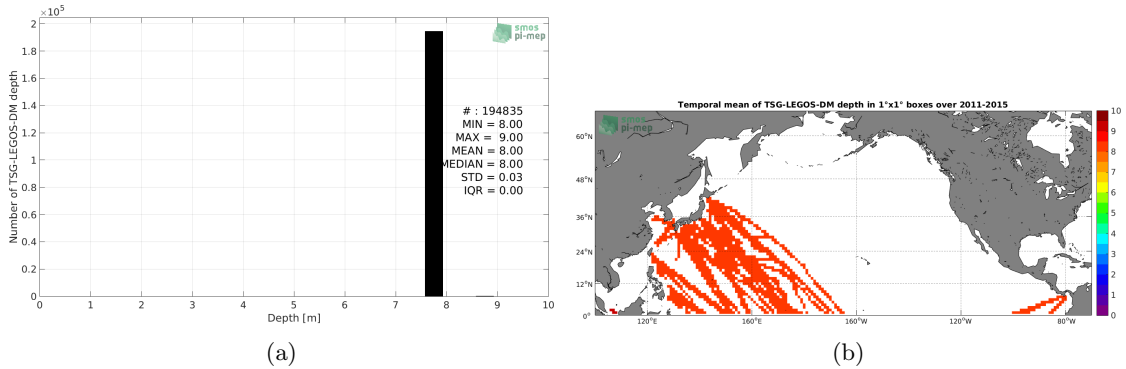 ×10⁵
2
1.8
1.6
1.4
1.2
1
0.8
0.6
0.4
0.2
0
Number of TSG-LEGOS-DM depth
smos
pi-mep
# : 194835
MIN = 8.00
MAX = 9.00
MEAN = 8.00
MEDIAN = 8.00
STD = 0.03
IQR = 0.00
0 1 2 3 4 5 6 7 8 9 10
Depth [m]
(a)
Temporal mean of TSG-LEGOS-DM depth in 1°x1° boxes over 2011-2015
smos
pi-mep
60°N
48°N
36°N
24°N
12°N
0°
120°E 160°E 160°W 120°W 80°W
10
9
8
7
6
5
4
3
2
1
0
(b)